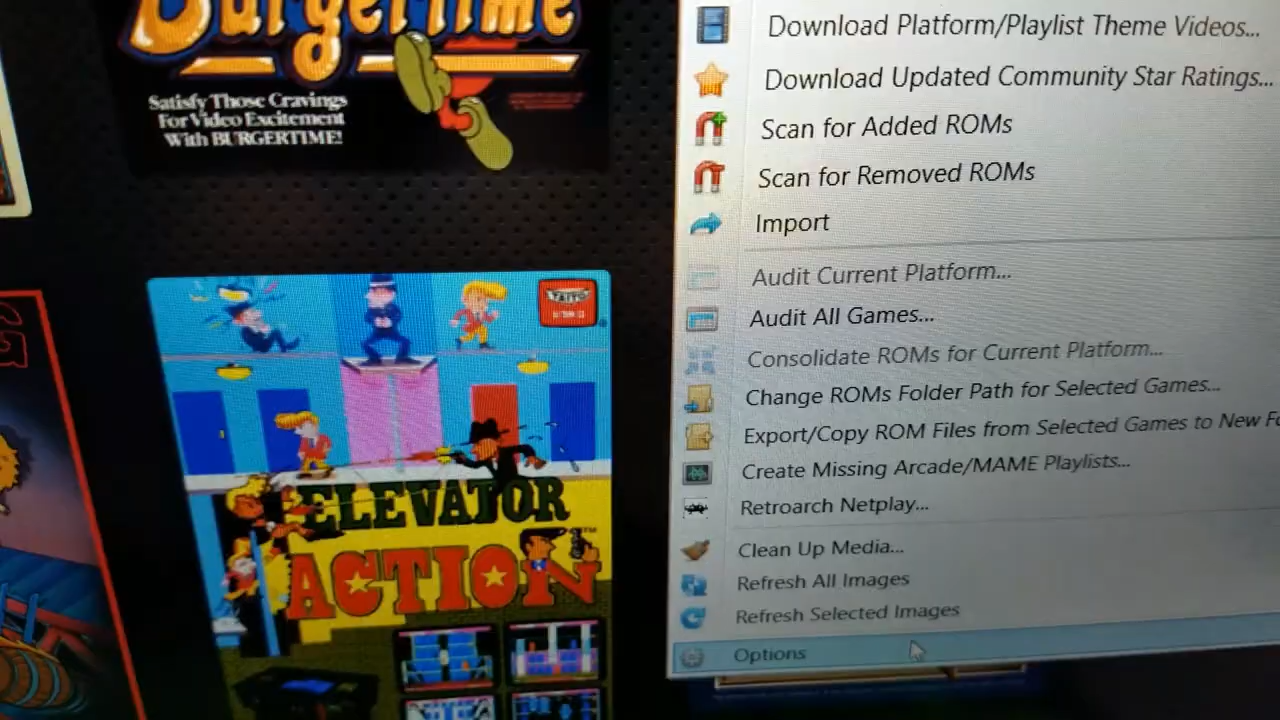 Burgertime
Satisfy Those Cravings
For Video Excitement
With BURGERTIME!
TAITO
ELEVATOR
ACTION
TM
Download Platform/Playlist Theme Videos...
Download Updated Community Star Ratings...
Scan for Added ROMs
Scan for Removed ROMs
Import
Audit Current Platform...
Audit All Games...
Consolidate ROMs for Current Platform...
Change ROMs Folder Path for Selected Games...
Export/Copy ROM Files from Selected Games to New Fo
Create Missing Arcade/MAME Playlists...
Retroarch Netplay...
Clean Up Media...
Refresh All Images
Refresh Selected Images
Options